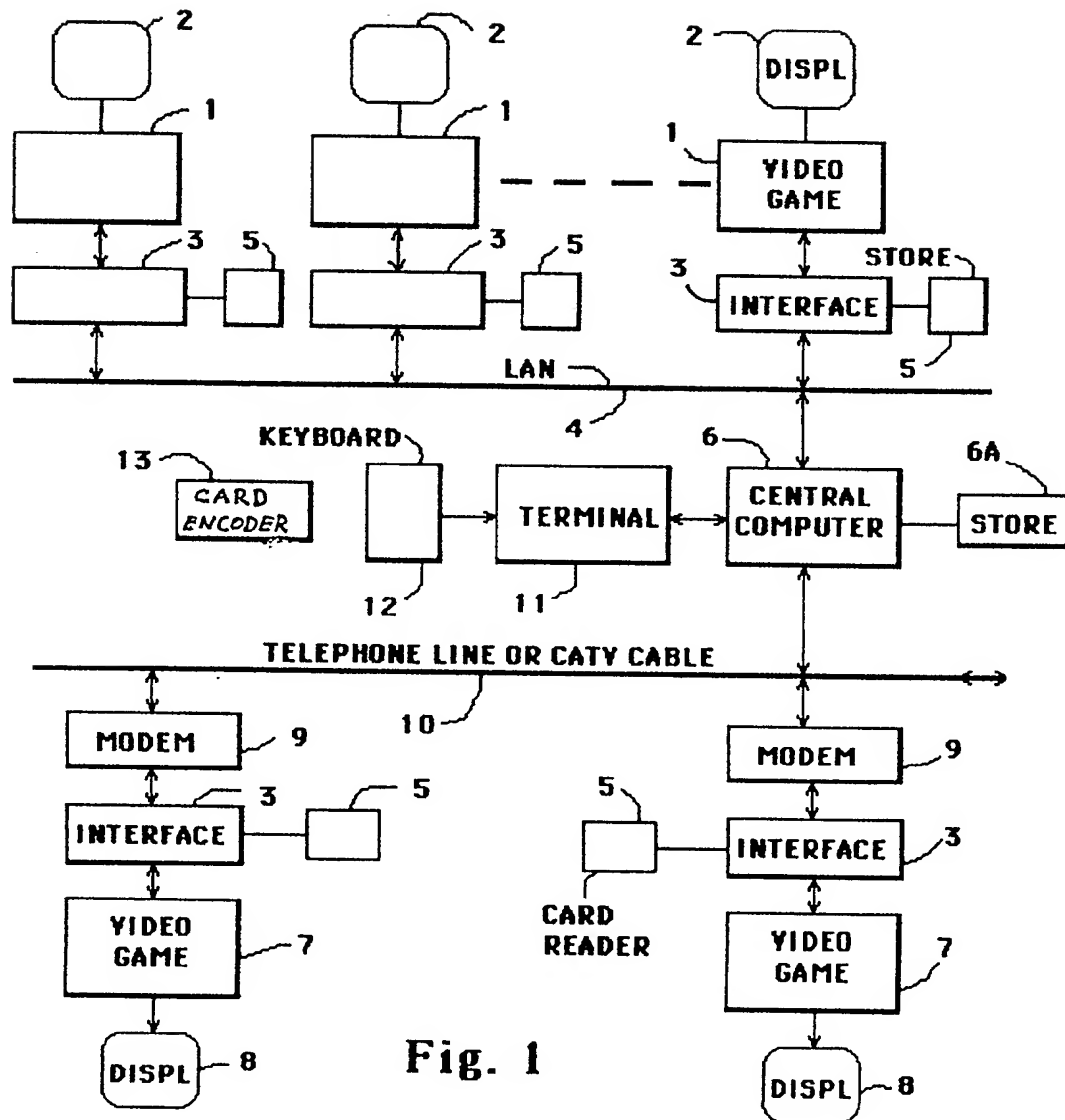 2
2
2
DISPL
1
1
1
VIDEO
GAME
3
5
3
5
STORE
3
INTERFACE
5
LAN
4
KEYBOARD
6
6A
13
CARD
ENCODER
TERMINAL
CENTRAL
COMPUTER
STORE
12
11
TELEPHONE LINE OR CATV CABLE
10
MODEM
9
MODEM
9
3
5
5
INTERFACE
INTERFACE
3
CARD
READER
VIDEO
GAME
7
VIDEO
GAME
7
DISPL
8
Fig. 1
DISPL
8